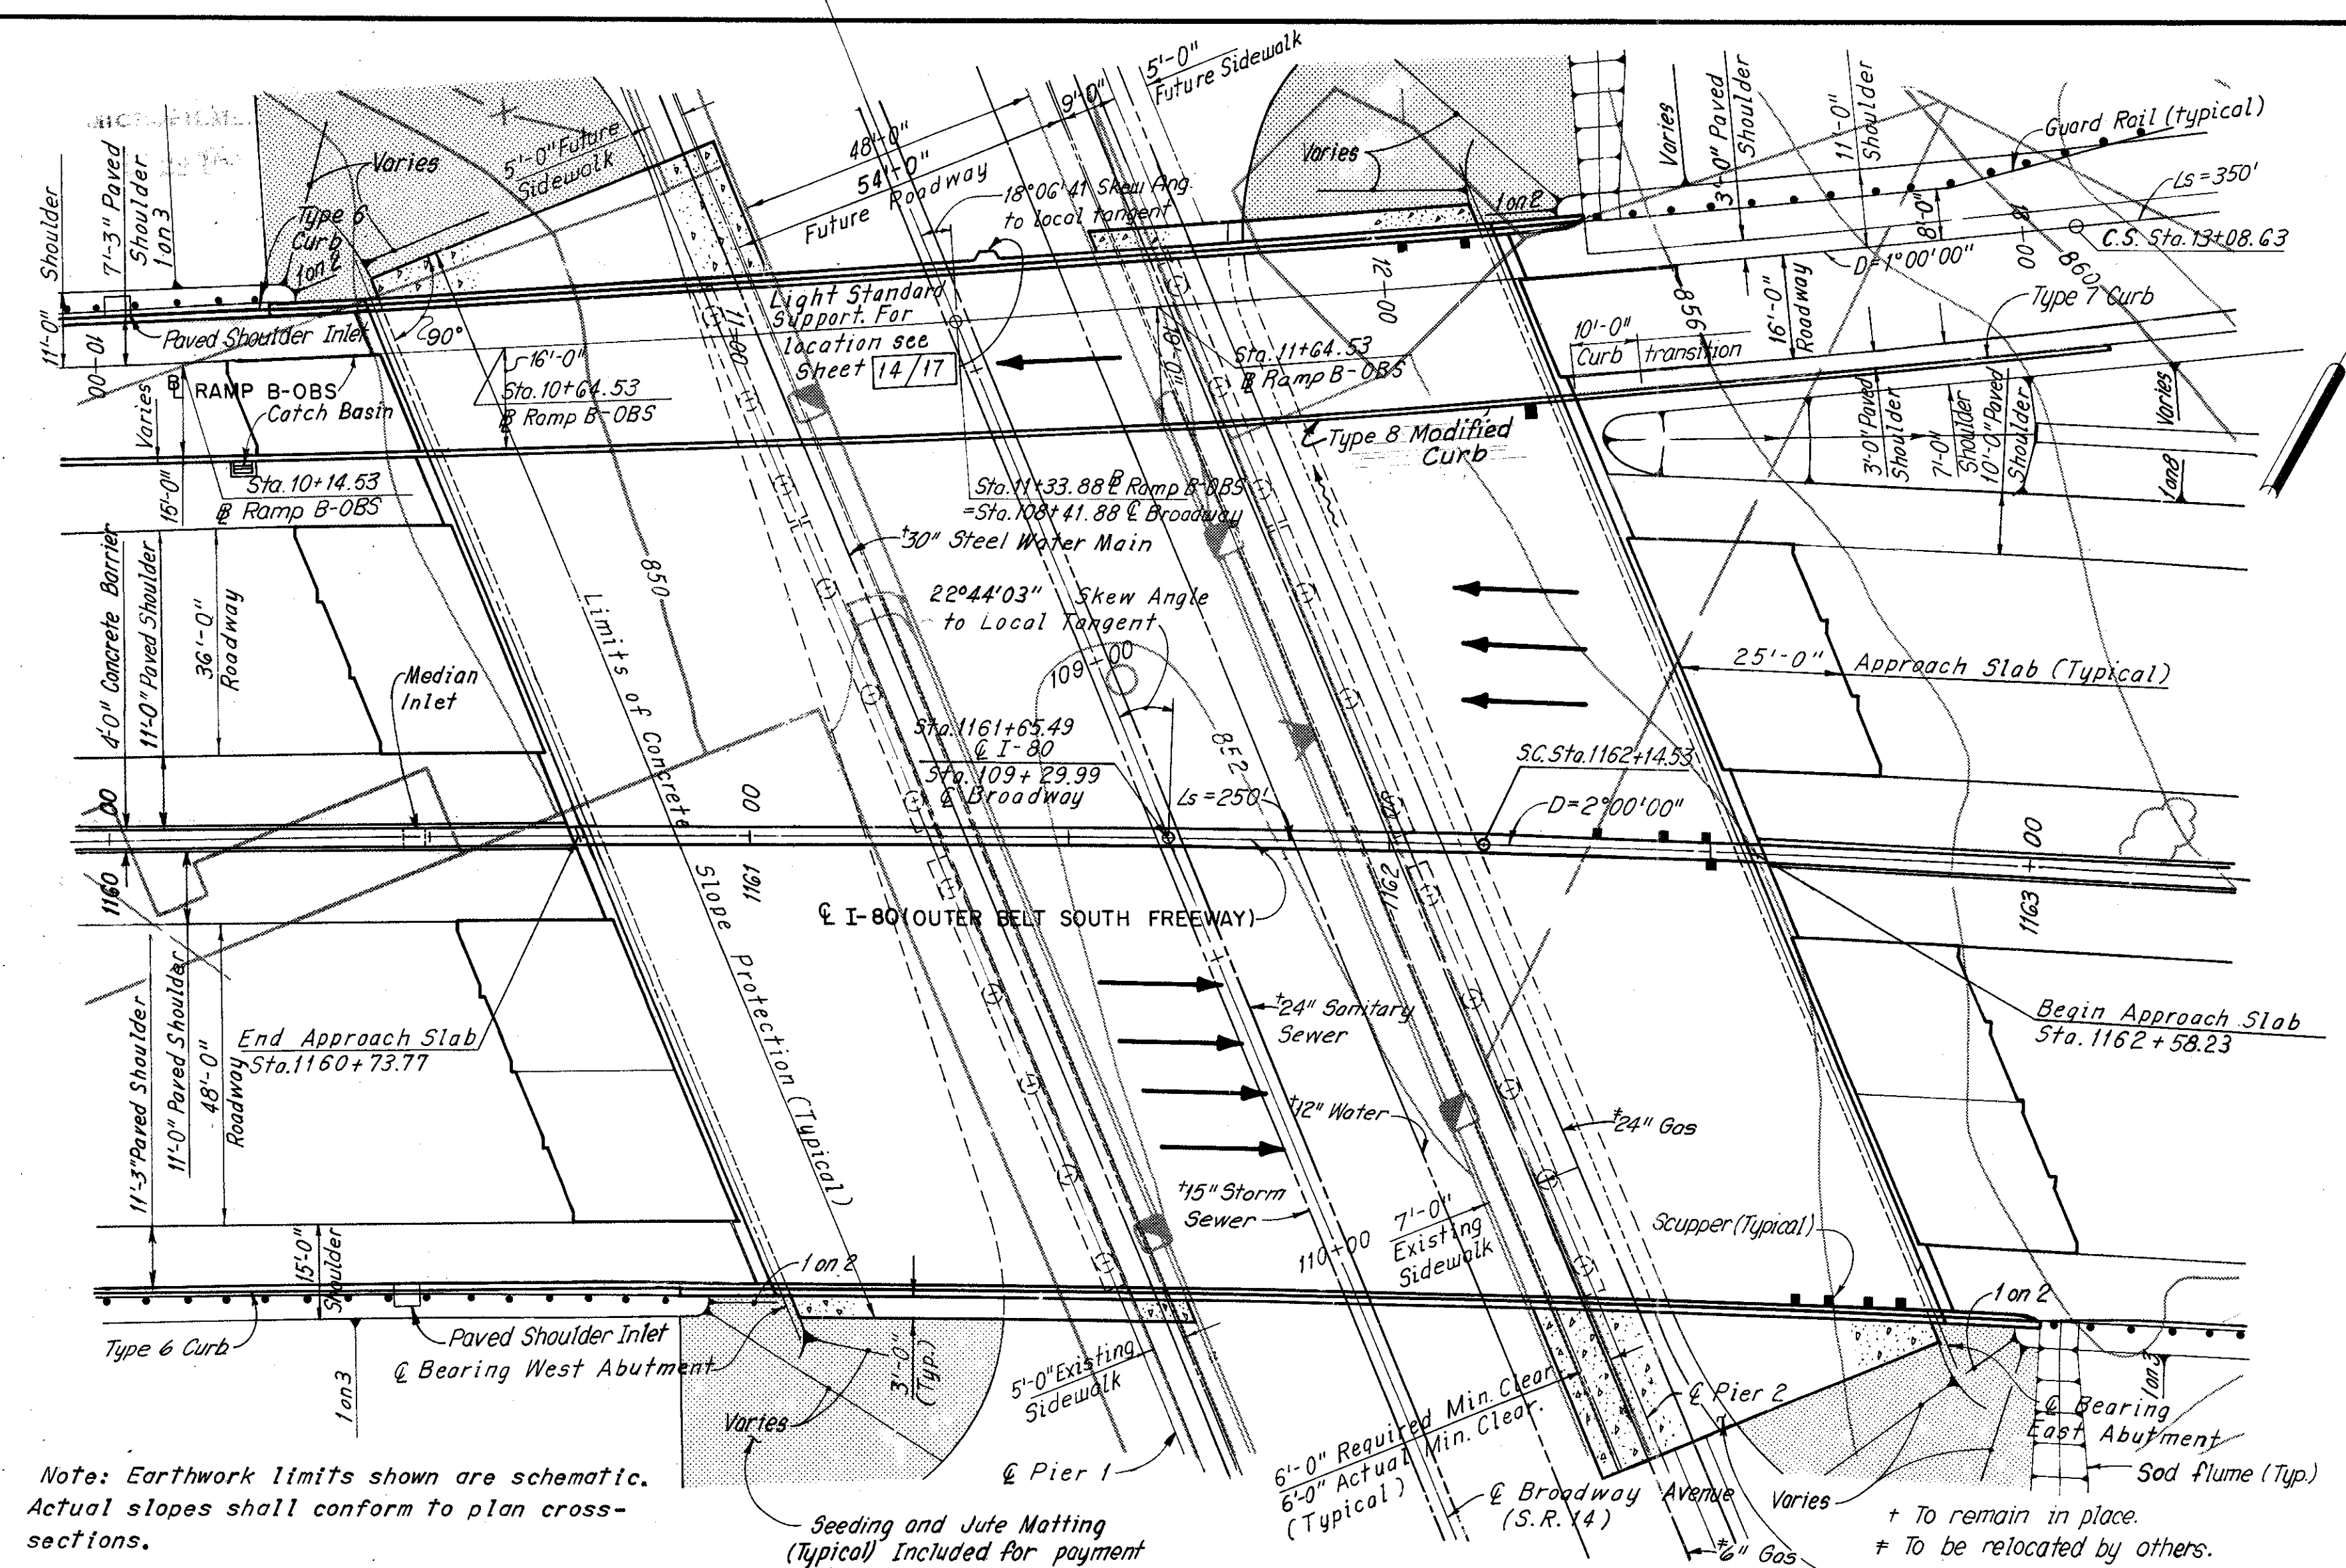 5'-0"
Future Sidewalk
9'-0"
48'-0"
54'-0"
Future Roadway
5'-0" Future
Sidewalk
Varies
Type 6
Curb
1 on 2
11'-0" Shoulder
7'-3" Paved
Shoulder
1 on 3
Varies
1 on 2
Varies
3'-0" Paved
Shoulder
11'-0"
Shoulder
Guard Rail (typical)
Ls=350'
8'-0"
13-00
C.S. Sta. 13+08.63
D=1°00'00"
860
856
16'-0"
Roadway
Type 7 Curb
18°06'41 Skew Ang.
to local tangent
Light Standard
Support. For
location see
Sheet 14/17
Paved Shoulder Inlet
90°
10-00
11-00
12-00
16'-0"
Sta. 10+64.53
℄ Ramp B-OBS
Ⴊ RAMP B-OBS
Catch Basin
Varies
15'-0"
Sta. 10+14.53
℄ Ramp B-OBS
19'-0"
Sta. 11+64.53
℄ Ramp B-OBS
10'-0"
Curb transition
℄ Type 8 Modified
Curb
3'-0" Paved
Shoulder
7'-0"
Shoulder
10'-0" Paved
Shoulder
Varies
1 on 8
Sta. 11+33.88 ℄ Ramp B-OBS
=Sta. 108+41.88 ℄ Broadway
†30" Steel Water Main
22°44'03" Skew Angle
to Local Tangent
4'-0" Concrete Barrier
11'-0" Paved Shoulder
36'-0"
Roadway
850
Limits of Concrete Slope Protection (Typical)
Median
Inlet
109+00
852
25'-0" Approach Slab (Typical)
Sta. 1161+65.49
℄ I-80
Sta. 109+29.99
℄ Broadway
Ls=250'
S.C. Sta. 1162+14.53
D=2°00'00"
1160 00
1161 00
1162
1163 00
℄ I-80 (OUTER BELT SOUTH FREEWAY)
11'-3" Paved Shoulder
11'-0" Paved Shoulder
48'-0"
Roadway
End Approach Slab
Sta. 1160+73.77
†24" Sanitary
Sewer
Begin Approach Slab
Sta. 1162+58.23
‡12" Water
‡24" Gas
†15" Storm
Sewer
110+00
7'-0"
Existing
Sidewalk
Scupper (Typical)
15'-0"
Shoulder
1 on 2
1 on 2
Type 6 Curb
Paved Shoulder Inlet
℄ Bearing West Abutment
1 on 3
3'-0"
(Typ.)
Varies
5'-0" Existing
Sidewalk
℄ Pier 1
6'-0" Required Min. Clear.
6'-0" Actual Min. Clear.
(Typical)
℄ Pier 2
℄ Broadway Avenue
(S.R. 14)
1 on 3
℄ Bearing
East Abutment
Sod flume (Typ.)
Varies
‡6" Gas
Note: Earthwork limits shown are schematic.
Actual slopes shall conform to plan cross-
sections.
Seeding and Jute Matting
(Typical) Included for payment
† To remain in place.
‡ To be relocated by others.